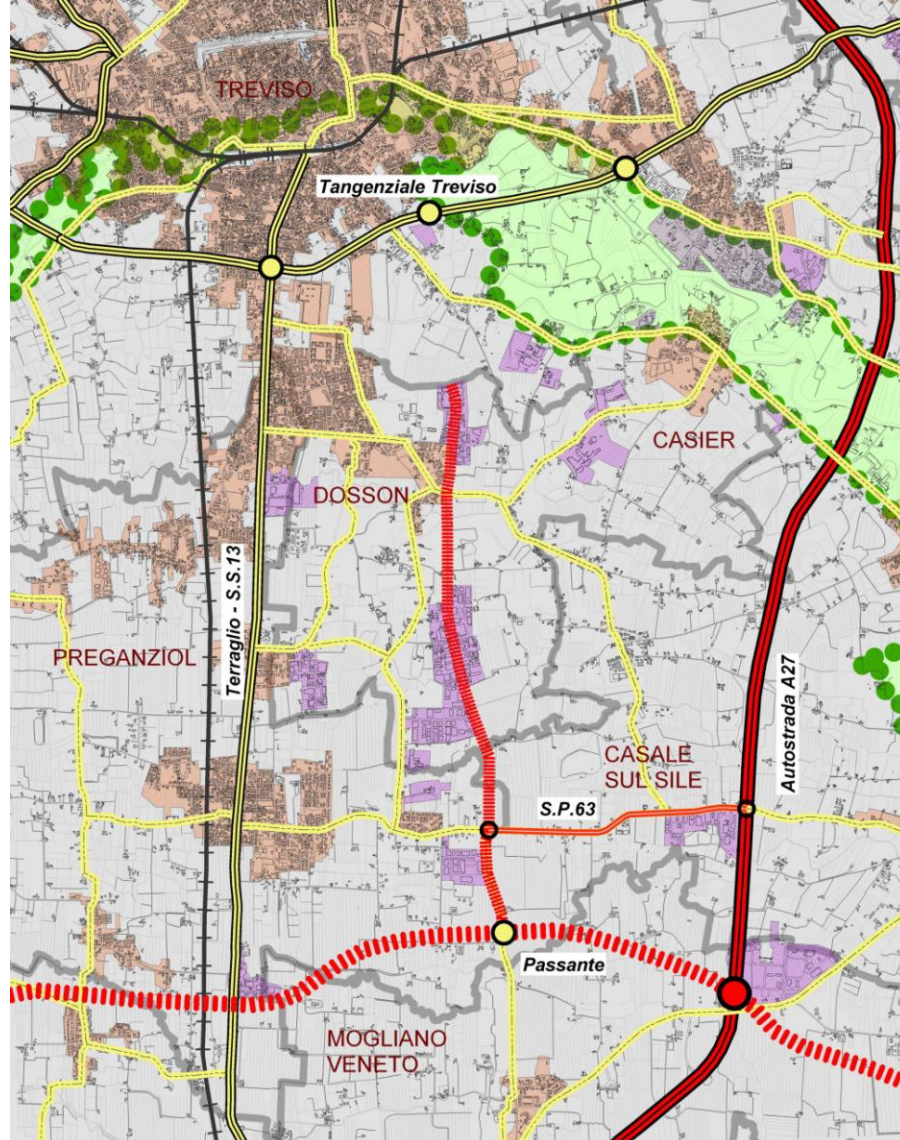 TREVISO
Tangenziale Treviso
CASIER
DOSSON
Terraglio - S.S.13
PREGANZIOL
Autostrada A27
CASALE
SUL SILE
S.P.63
Passante
MOGLIANO
VENETO